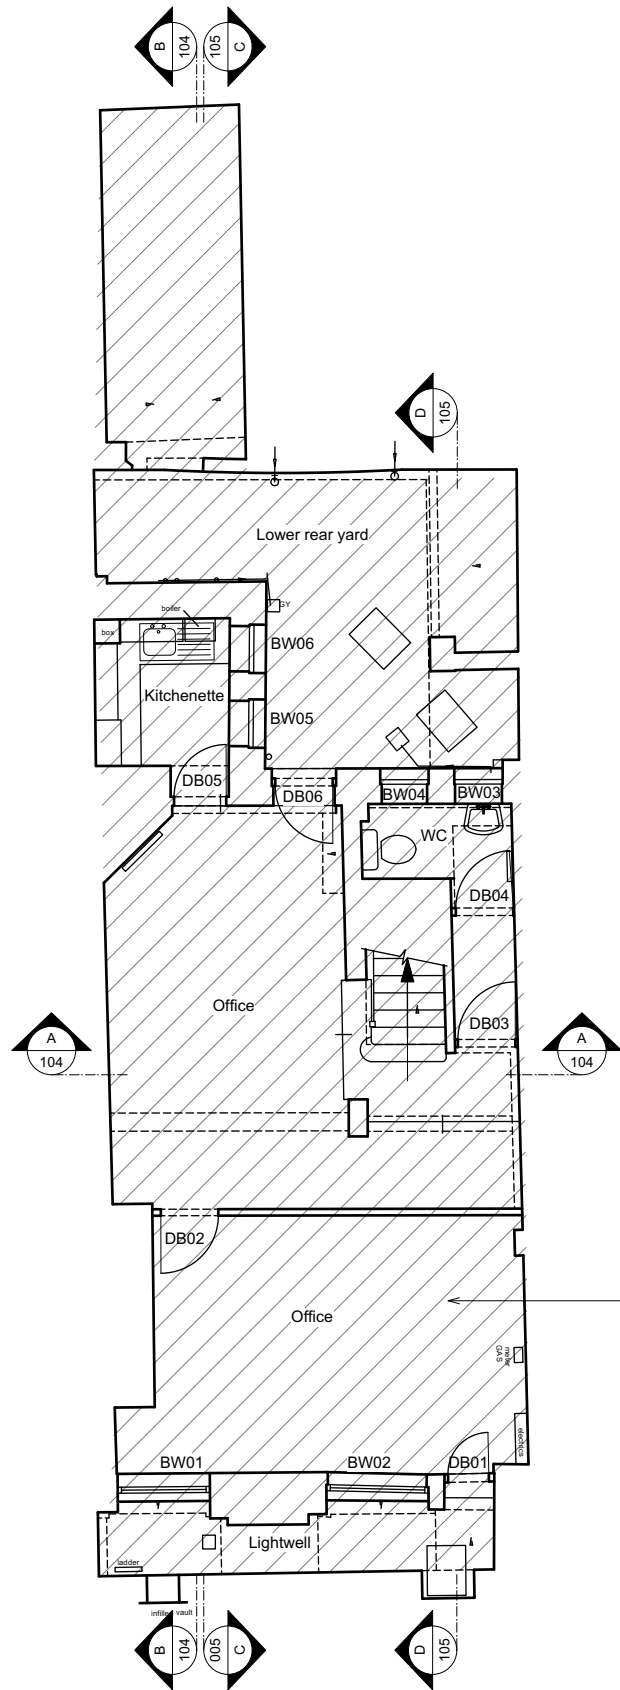 B
104
105
C
D
105
Lower rear yard
GY
boiler
box
BW06
Kitchenette
BW05
DB05
DB06
BW04
BW03
WC
DB04
Office
DB03
A
104
A
104
DB02
Office
meter
GAS
BW01
BW02
DB01
electrics
Lightwell
ladder
infilled vault
B
104
005
C
D
105